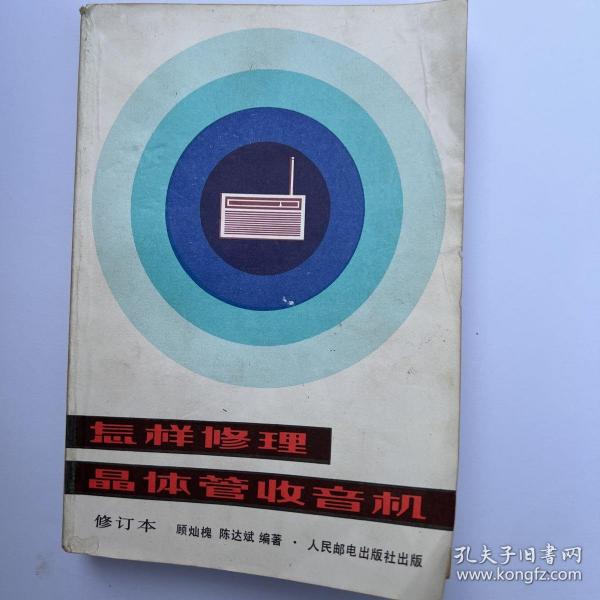 怎样修理
晶体管收音机
修订本 顾灿槐 陈达斌 编著·人民邮电出版社出版
孔夫子旧书网
www.kongfz.com